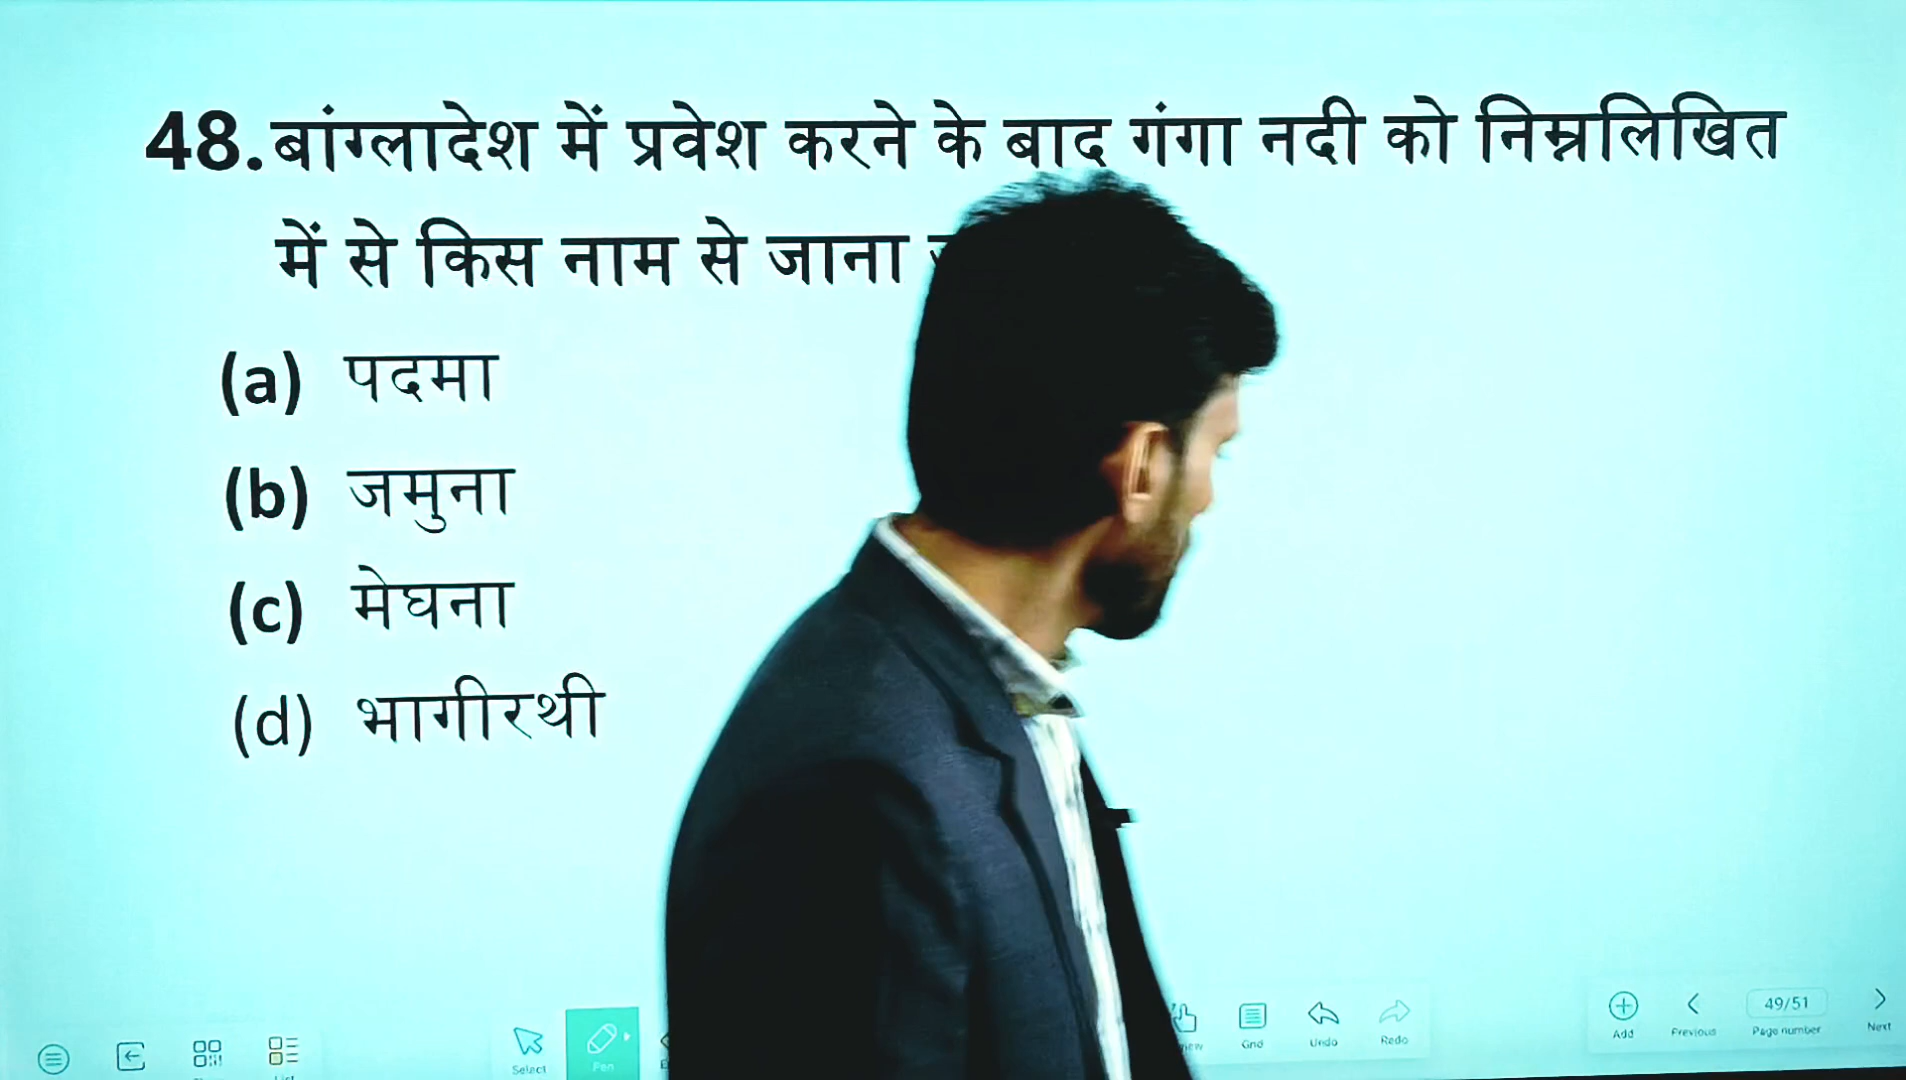 48. बांग्लादेश में प्रवेश करने के बाद गंगा नदी को निम्नलिखित
में से किस नाम से जाना
(a) पदमा
(b) जमुना
(c) मेघना
(d) भागीरथी
Select
Pen
Grid
Undo
Redo
Add
Previous
49/51
Page number
Next